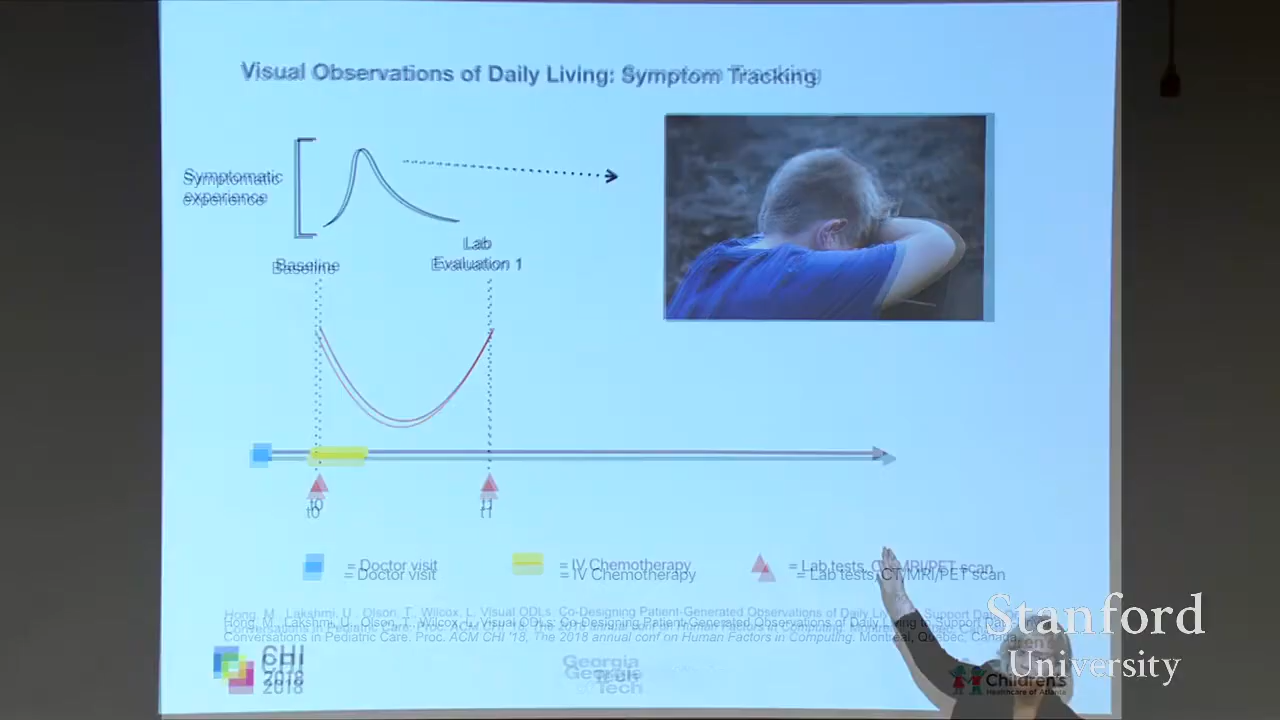 Visual Observations of Daily Living: Symptom Tracking
Symptomatic
experience
Lab
Baseline
Evaluation 1
t0
t1
= Doctor visit
= IV Chemotherapy
= Lab tests, CT/MRI/PET scan
Hong, M., Lakshmi, U., Olson, T., Wilcox, L. Visual ODLs: Co-Designing Patient-Generated Observations of Daily Living to Support Data
Conversations in Pediatric Care. Proc. ACM CHI '18, The 2018 annual conf on Human Factors in Computing. Montreal, Quebec, Canada.
CHI
2018
Georgia
Tech
Children's
Healthcare of Atlanta
Stanford
University